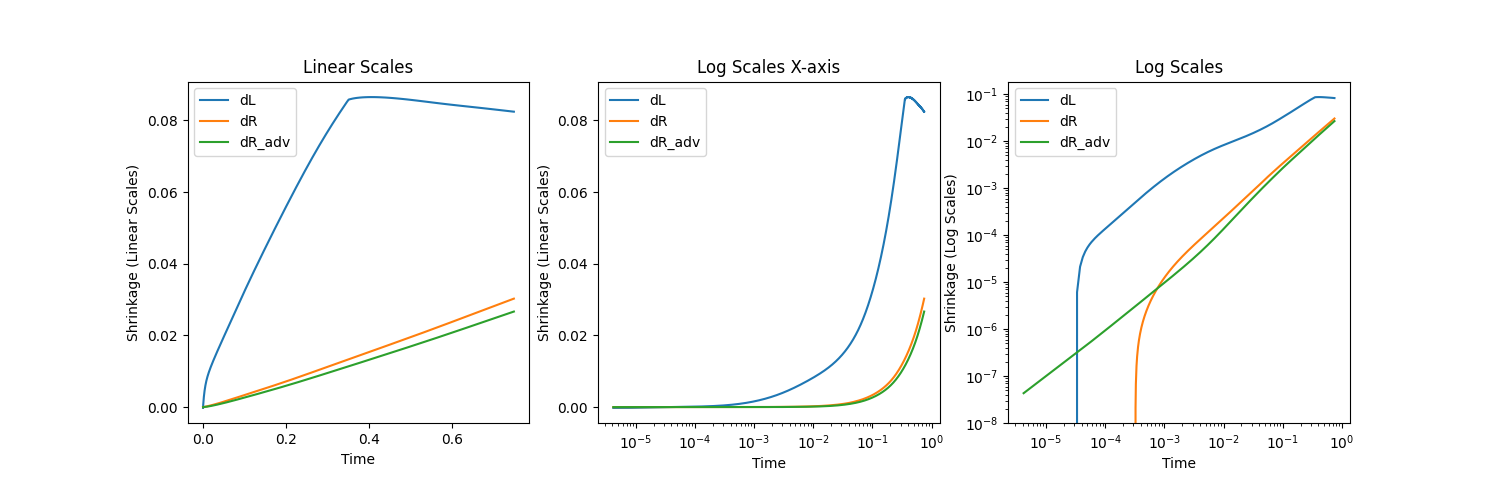 Linear Scales
Shrinkage (Linear Scales)
0.08
0.06
0.04
0.02
0.00
dL
dR
dR_adv
0.0 0.2 0.4 0.6
Time
Log Scales X-axis
Shrinkage (Linear Scales)
0.08
0.06
0.04
0.02
0.00
dL
dR
dR_adv
10⁻⁵ 10⁻⁴ 10⁻³ 10⁻² 10⁻¹ 10⁰
Time
Log Scales
Shrinkage (Log Scales)
10⁻¹
10⁻²
10⁻³
10⁻⁴
10⁻⁵
10⁻⁶
10⁻⁷
10⁻⁸
dL
dR
dR_adv
10⁻⁵ 10⁻⁴ 10⁻³ 10⁻² 10⁻¹ 10⁰
Time